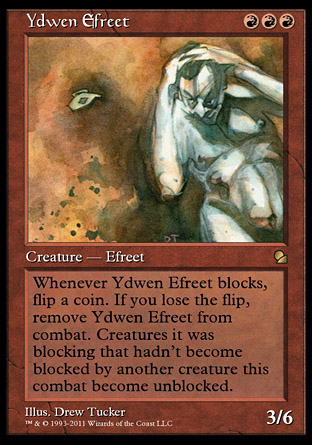 Ydwen Efreet
Creature — Efreet
Whenever Ydwen Efreet blocks,
flip a coin. If you lose the flip,
remove Ydwen Efreet from
combat. Creatures it was
blocking that hadn't become
blocked by another creature this
combat become unblocked.
Illus. Drew Tucker
™ & © 1993-2011 Wizards of the Coast LLC
3/6
DT